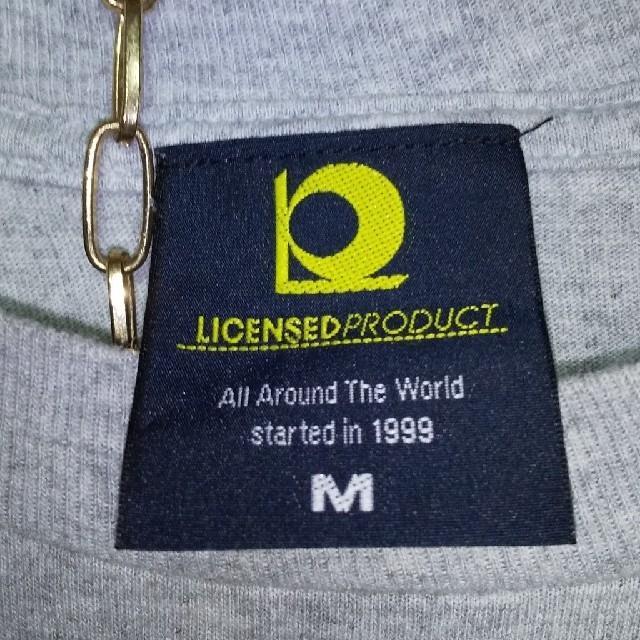 LICENSEDPRODUCT
All Around The World
started in 1999
M